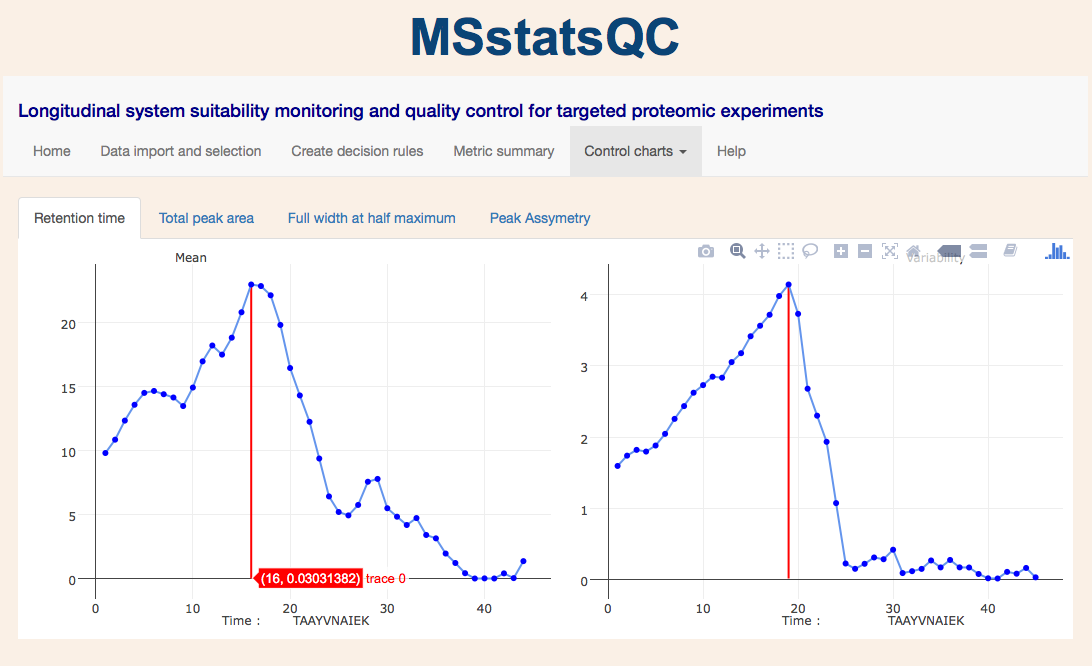 MSstatsQC
Longitudinal system suitability monitoring and quality control for targeted proteomic experiments
Home Data import and selection Create decision rules Metric summary Control charts Help
Retention time Total peak area Full width at half maximum Peak Assymetry
Mean
20
15
10
5
0
(16, 0.03031382) trace 0
0 10 20 30 40
Time : TAAYVNAIEK
Variability
4
3
2
1
0
0 10 20 30 40
Time : TAAYVNAIEK